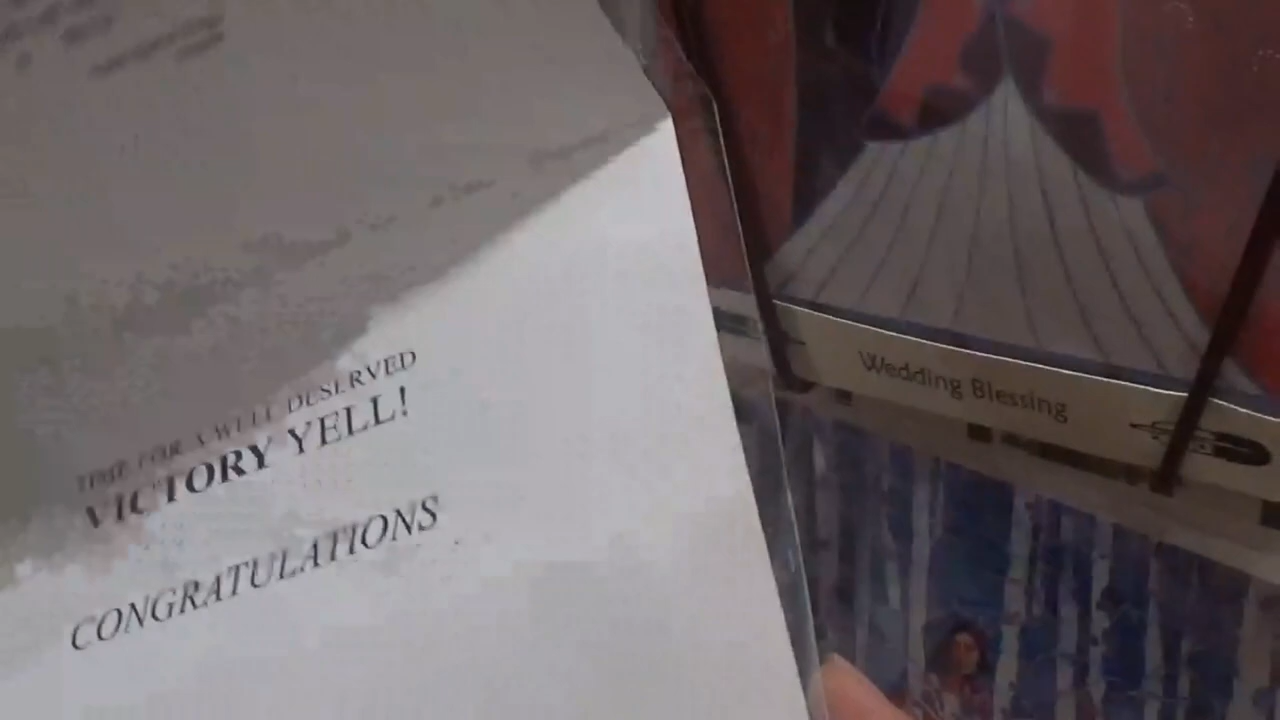 TIME FOR A WELL DESERVED
VICTORY YELL!
CONGRATULATIONS
Wedding Blessing